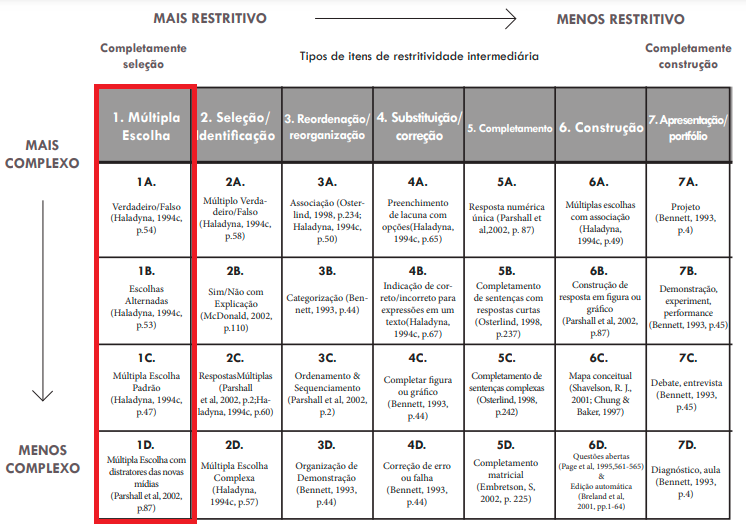 MAIS RESTRITIVO
MENOS RESTRITIVO
Completamente
seleção
Tipos de itens de restritividade intermediária
Completamente
construção
MAIS
COMPLEXO
MENOS
COMPLEXO
1. Múltipla
Escolha
2. Seleção/
Identificação
3. Reordenação/
reorganização
4. Substituição/
correção
5. Completamento
6. Construção
7. Apresentação/
portfólio
1A.
Verdadeiro/Falso
(Haladyna, 1994c,
p.54)
2A.
Múltiplo Verda-
deiro/Falso
(Haladyna, 1994c,
p.58)
3A.
Associação (Oster-
lind, 1998, p.234;
Haladyna, 1994c,
p.50)
4A.
Preenchimento
de lacuna com
opções(Haladyna,
1994c, p.65)
5A.
Resposta numérica
única (Parshall et
al,2002, p. 87)
6A.
Múltiplas escolhas
com associação
(Haladyna,
1994c, p.49)
7A.
Projeto
(Bennett, 1993,
p.4)
1B.
Escolhas
Alternadas
(Haladyna, 1994c,
p.53)
2B.
Sim/Não com
Explicação
(McDonald, 2002,
p.110)
3B.
Categorização (Ben-
nett, 1993, p.44)
4B.
Indicação de cor-
reto/incorreto para
expressões em um
texto(Haladyna,
1994c, p.67)
5B.
Completamento
de sentenças com
respostas curtas
(Osterlind, 1998,
p.237)
6B.
Construção de
resposta em figura ou
gráfico
(Parshall et al, 2002,
p.87)
7B.
Demonstração,
experiment,
performance
(Bennett, 1993, p.45)
1C.
Múltipla Escolha
Padrão
(Haladyna, 1994c,
p.47)
2C.
RespostasMúltiplas
(Parshall
et al, 2002, p.2;Ha-
ladyna, 1994c, p.60)
3C.
Ordenamento &
Sequenciamento
(Parshall et al, 2002,
p.2)
4C.
Completar figura
ou gráfico
(Bennett, 1993,
p.44)
5C.
Completamento de
sentenças complexas
(Osterlind, 1998,
p.242)
6C.
Mapa conceitual
(Shavelson, R. J.,
2001; Chung &
Baker, 1997)
7C.
Debate, entrevista
(Bennett, 1993,
p.45)
1D.
Múltipla Escolha com
distratores das novas
mídias
(Parshall et al, 2002,
p.87)
2D.
Múltipla Escolha
Complexa
(Haladyna,
1994c, p.57)
3D.
Organização de
Demonstração
(Bennett, 1993,
p.44)
4D.
Correção de erro
ou falha
(Bennett, 1993,
p.44)
5D.
Completamento
matricial
(Embretson, S,
2002, p. 225)
6D.
Questões abertas
(Page et al, 1995,561-565)
&
Edição automática
(Breland et al,
2001, pp.1-64)
7D.
Diagnóstico, aula
(Bennett, 1993,
p.4)